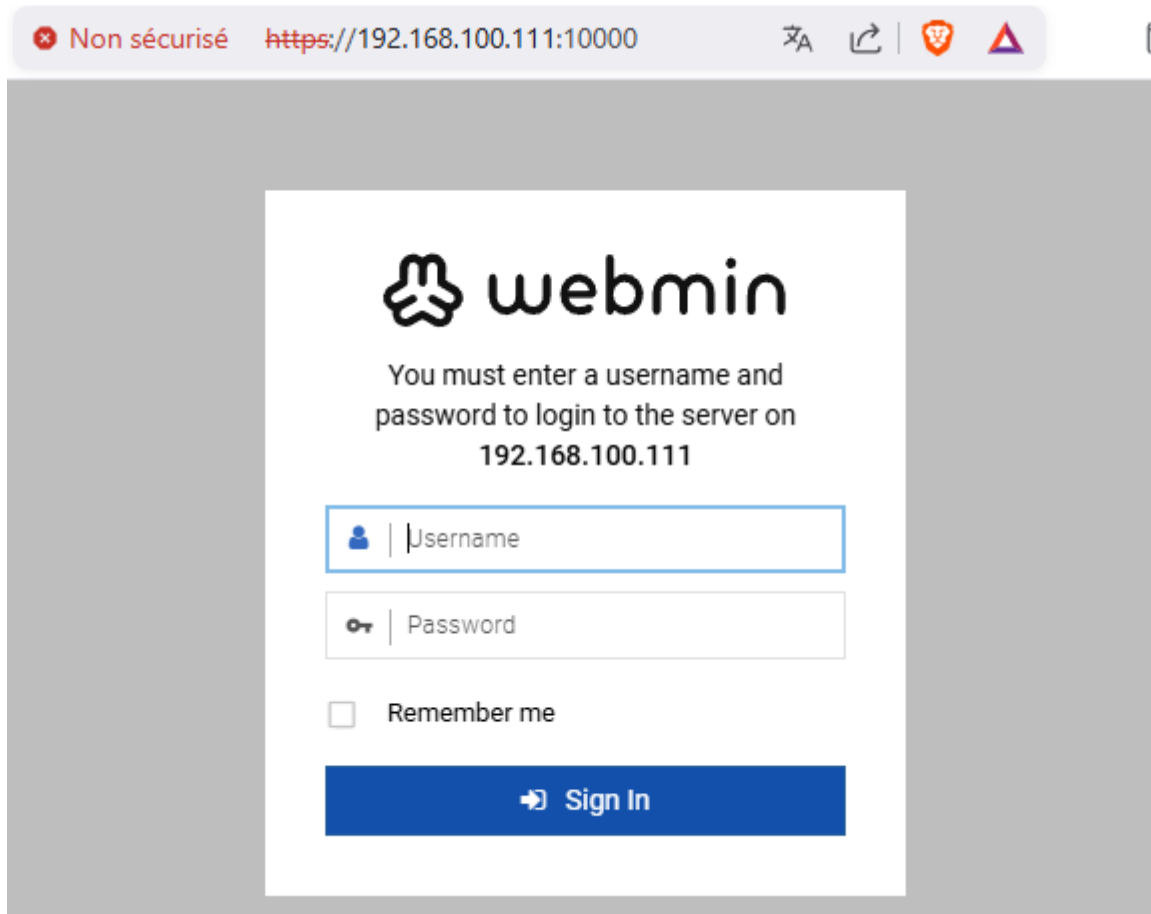 Non sécurisé https://192.168.100.111:10000
webmin
You must enter a username and
password to login to the server on
192.168.100.111
Username
Password
Remember me
Sign In